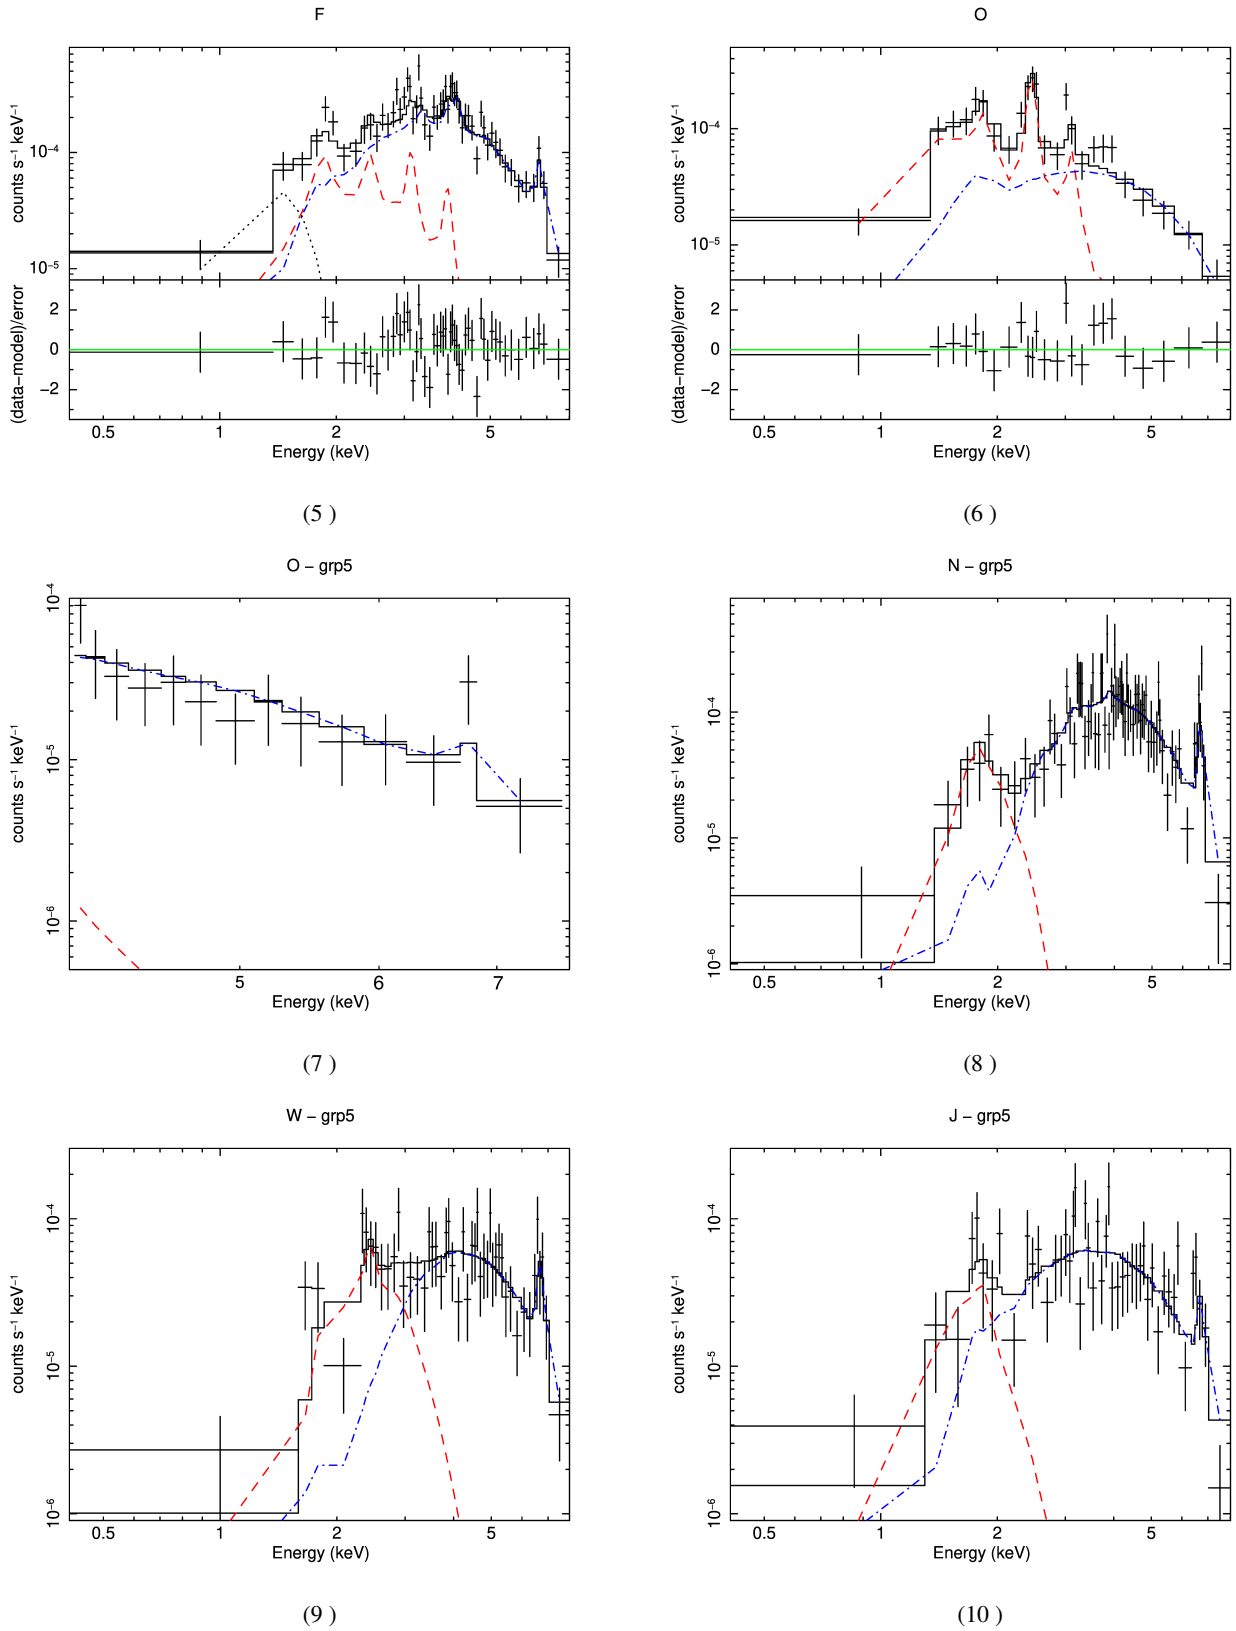 F
counts s⁻¹ keV⁻¹
10⁻⁴
10⁻⁵
(data−model)/error
2
0
−2
0.5 1 2 5
Energy (keV)
(5 )
O
counts s⁻¹ keV⁻¹
10⁻⁴
10⁻⁵
(data−model)/error
2
0
−2
0.5 1 2 5
Energy (keV)
(6 )
O − grp5
counts s⁻¹ keV⁻¹
10⁻⁴
10⁻⁵
10⁻⁶
5 6 7
Energy (keV)
(7 )
N − grp5
counts s⁻¹ keV⁻¹
10⁻⁴
10⁻⁵
10⁻⁶
0.5 1 2 5
Energy (keV)
(8 )
W − grp5
counts s⁻¹ keV⁻¹
10⁻⁴
10⁻⁵
10⁻⁶
0.5 1 2 5
Energy (keV)
(9 )
J − grp5
counts s⁻¹ keV⁻¹
10⁻⁴
10⁻⁵
10⁻⁶
0.5 1 2 5
Energy (keV)
(10 )